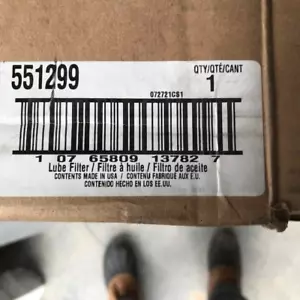 551299
QTY/QTÉ/CANT
072721CS1
1
1 07 65809 13782 7
Lube Filter / Filtre à huile / Filtro de aceite
CONTENTS MADE IN USA / CONTENU FABRIQUÉ AUX É.U.
CONTENIDO HECHO EN LOS EE.UU.